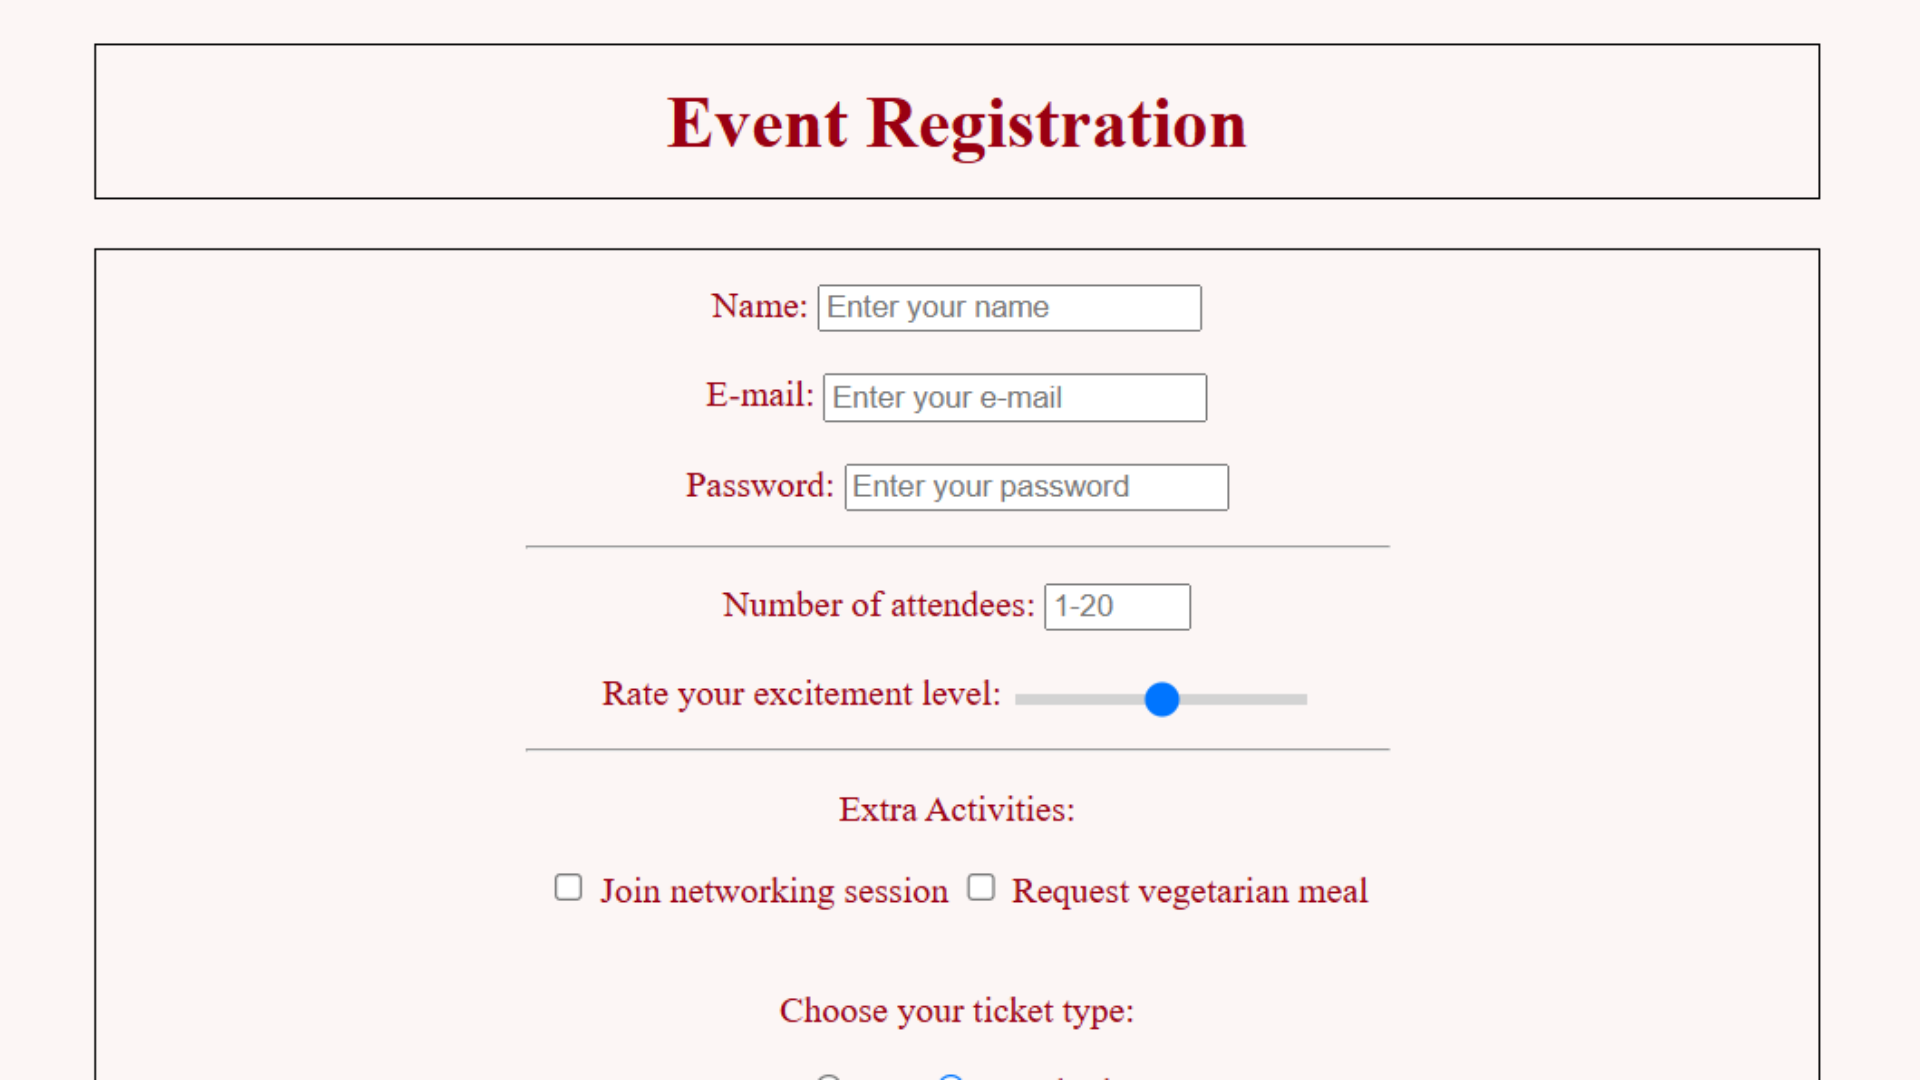 Event Registration
Name: Enter your name
E-mail: Enter your e-mail
Password: Enter your password
Number of attendees: 1-20
Rate your excitement level:
Extra Activities:
Join networking session Request vegetarian meal
Choose your ticket type: